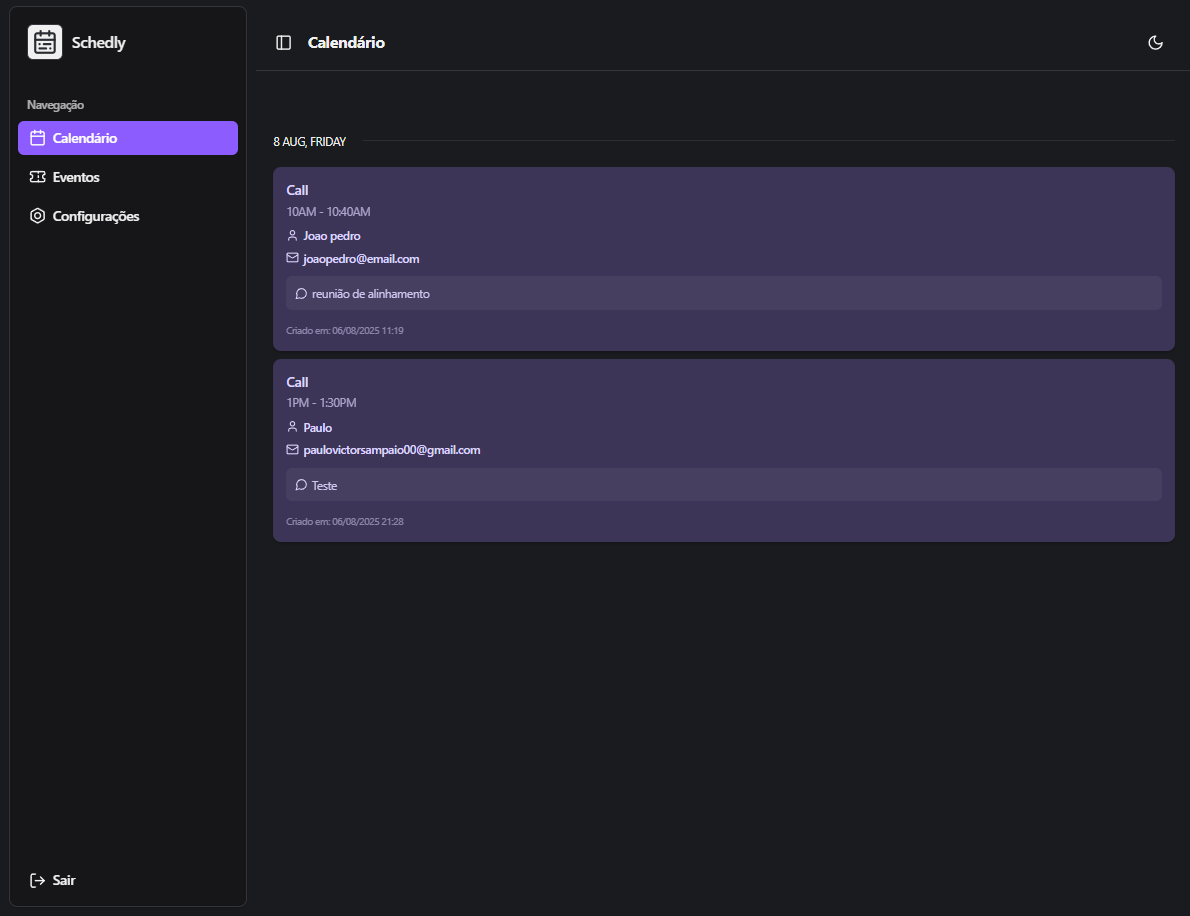 Schedly
Navegação
Calendário
Eventos
Configurações
Sair
Calendário
8 AUG, FRIDAY
Call
10AM - 10:40AM
Joao pedro
joaopedro@email.com
reunião de alinhamento
Criado em: 06/08/2025 11:19
Call
1PM - 1:30PM
Paulo
paulovictorsampaio00@gmail.com
Teste
Criado em: 06/08/2025 21:28